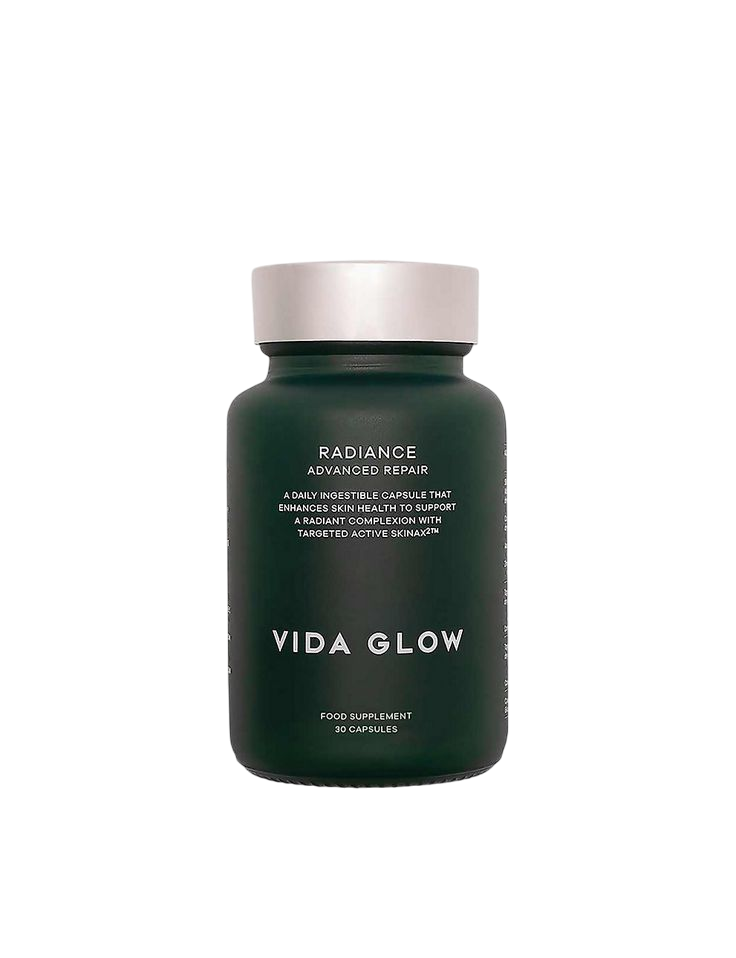 RADIANCE
ADVANCED REPAIR
A DAILY INGESTIBLE CAPSULE THAT
ENHANCES SKIN HEALTH TO SUPPORT
A RADIANT COMPLEXION WITH
TARGETED ACTIVE SKINAX²™
VIDA GLOW
FOOD SUPPLEMENT
30 CAPSULES